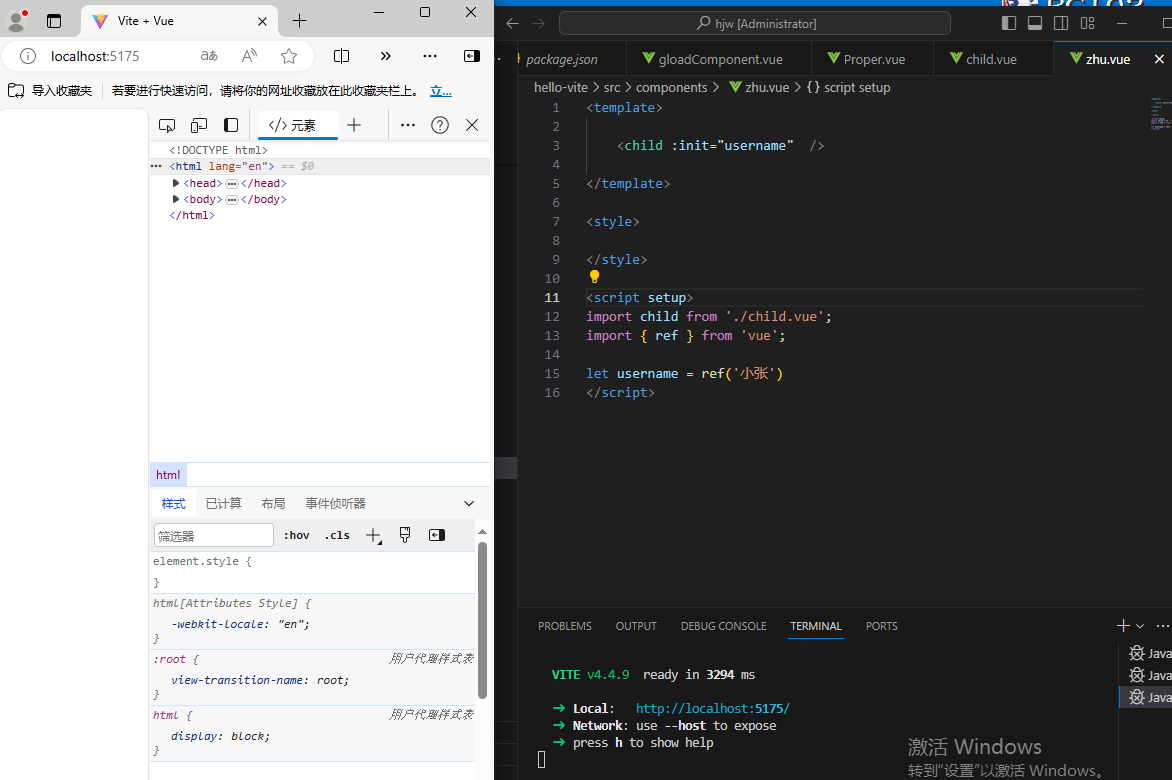 Vite + Vue
localhost:5175
aあ
A
导入收藏夹
若要进行快速访问，请将你的网址收藏放在此收藏夹栏上。 立...
</> 元素
<!DOCTYPE html>
<html lang="en"> == $0
<head> </head>
<body> </body>
</html>
html
样式 已计算 布局 事件侦听器
筛选器 :hov .cls
element.style {
}
html[Attributes Style] {
-webkit-locale: "en";
}
:root { 用户代理样式表
view-transition-name: root;
}
html { 用户代理样式表
display: block;
}
hjw [Administrator]
package.json gloadComponent.vue Proper.vue child.vue zhu.vue
hello-vite > src > components > zhu.vue > {} script setup
1 <template>
2
3 <child :init="username" />
4
5 </template>
6
7 <style>
8
9 </style>
10
11 <script setup>
12 import child from './child.vue';
13 import { ref } from 'vue';
14
15 let username = ref('小张')
16 </script>
PROBLEMS OUTPUT DEBUG CONSOLE TERMINAL PORTS
VITE v4.4.9 ready in 3294 ms
➜ Local: http://localhost:5175/
➜ Network: use --host to expose
➜ press h to show help
Java
Java
Java
激活 Windows
转到"设置"以激活 Windows。